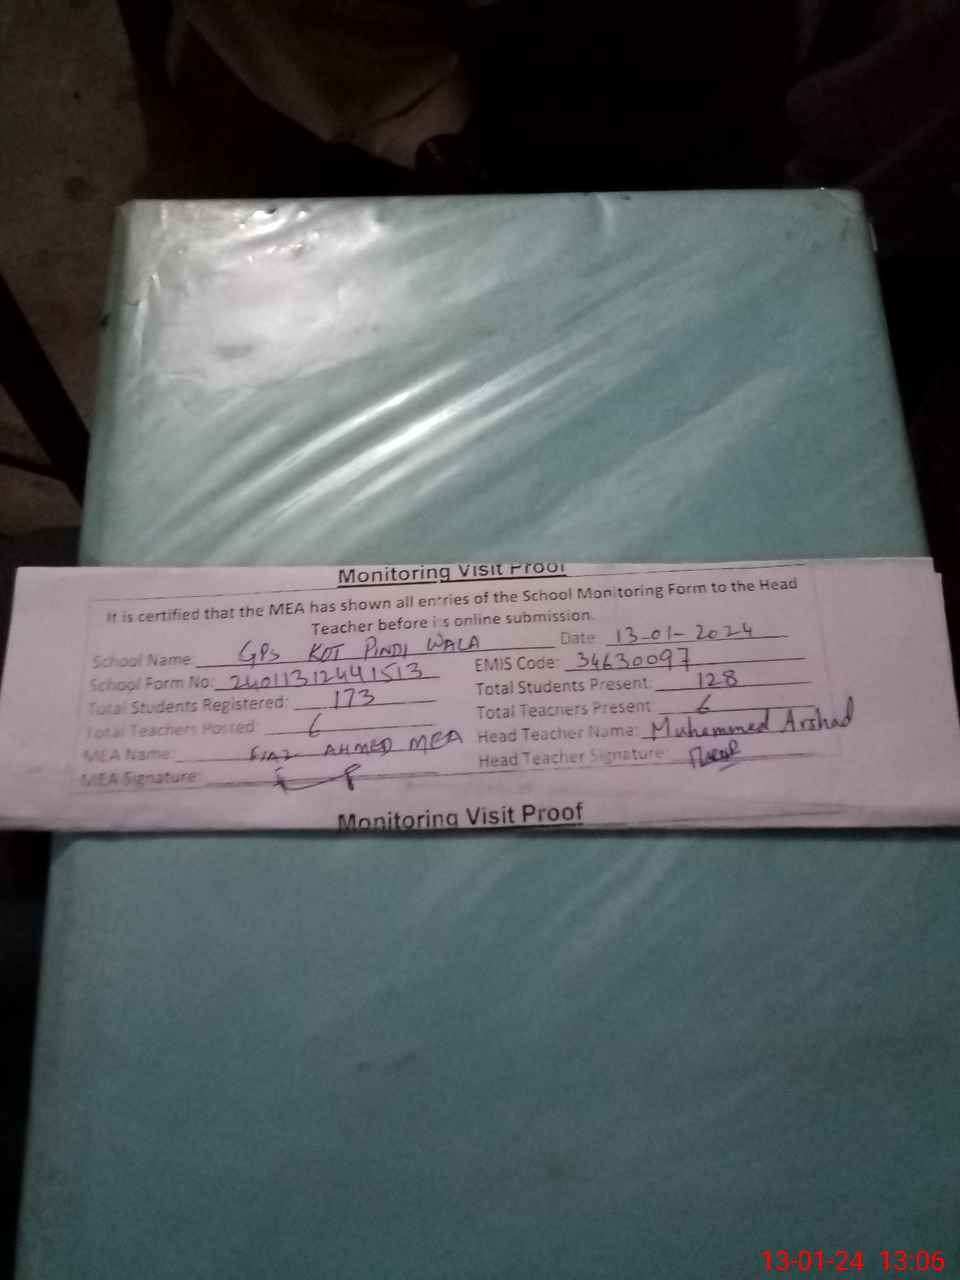 Monitoring Visit Proof
It is certified that the MEA has shown all entries of the School Monitoring Form to the Head
Teacher before its online submission.
School Name: GPS KOT PINDI WALA Date: 13-01-2024
School Form No: 24011312441513 EMIS Code: 34630097
Total Students Registered: 173 Total Students Present: 128
Total Teachers Posted: 6 Total Teachers Present 6
MEA Name: FIAZ AHMED MEA Head Teacher Name: Muhammed Arshad
MEA Signature: Head Teacher Signature:
Monitoring Visit Proof
13-01-24 13:06